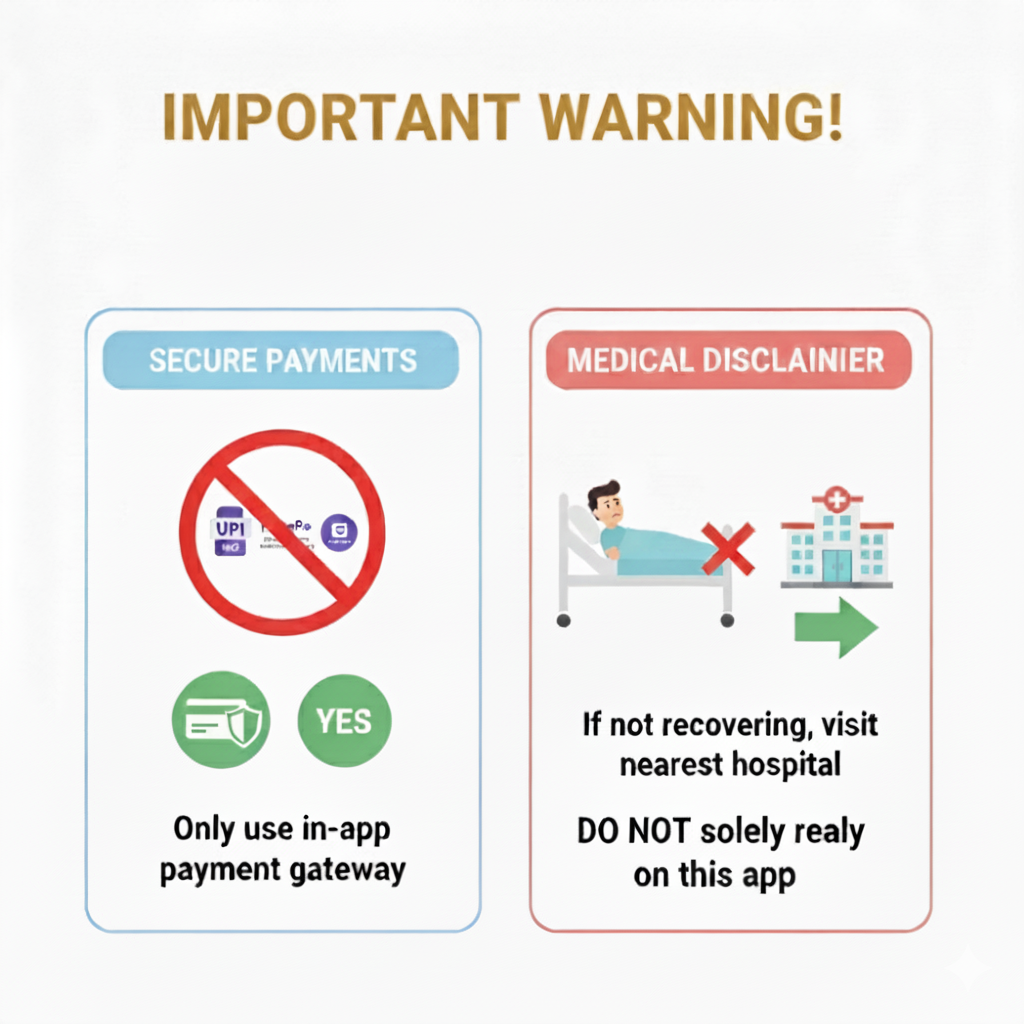 IMPORTANT WARNING!
SECURE PAYMENTS
UPI
YES
Only use in-app
payment gateway
MEDICAL DISCLAINIER
If not recovering, visit
nearest hospital
DO NOT solely realy
on this app